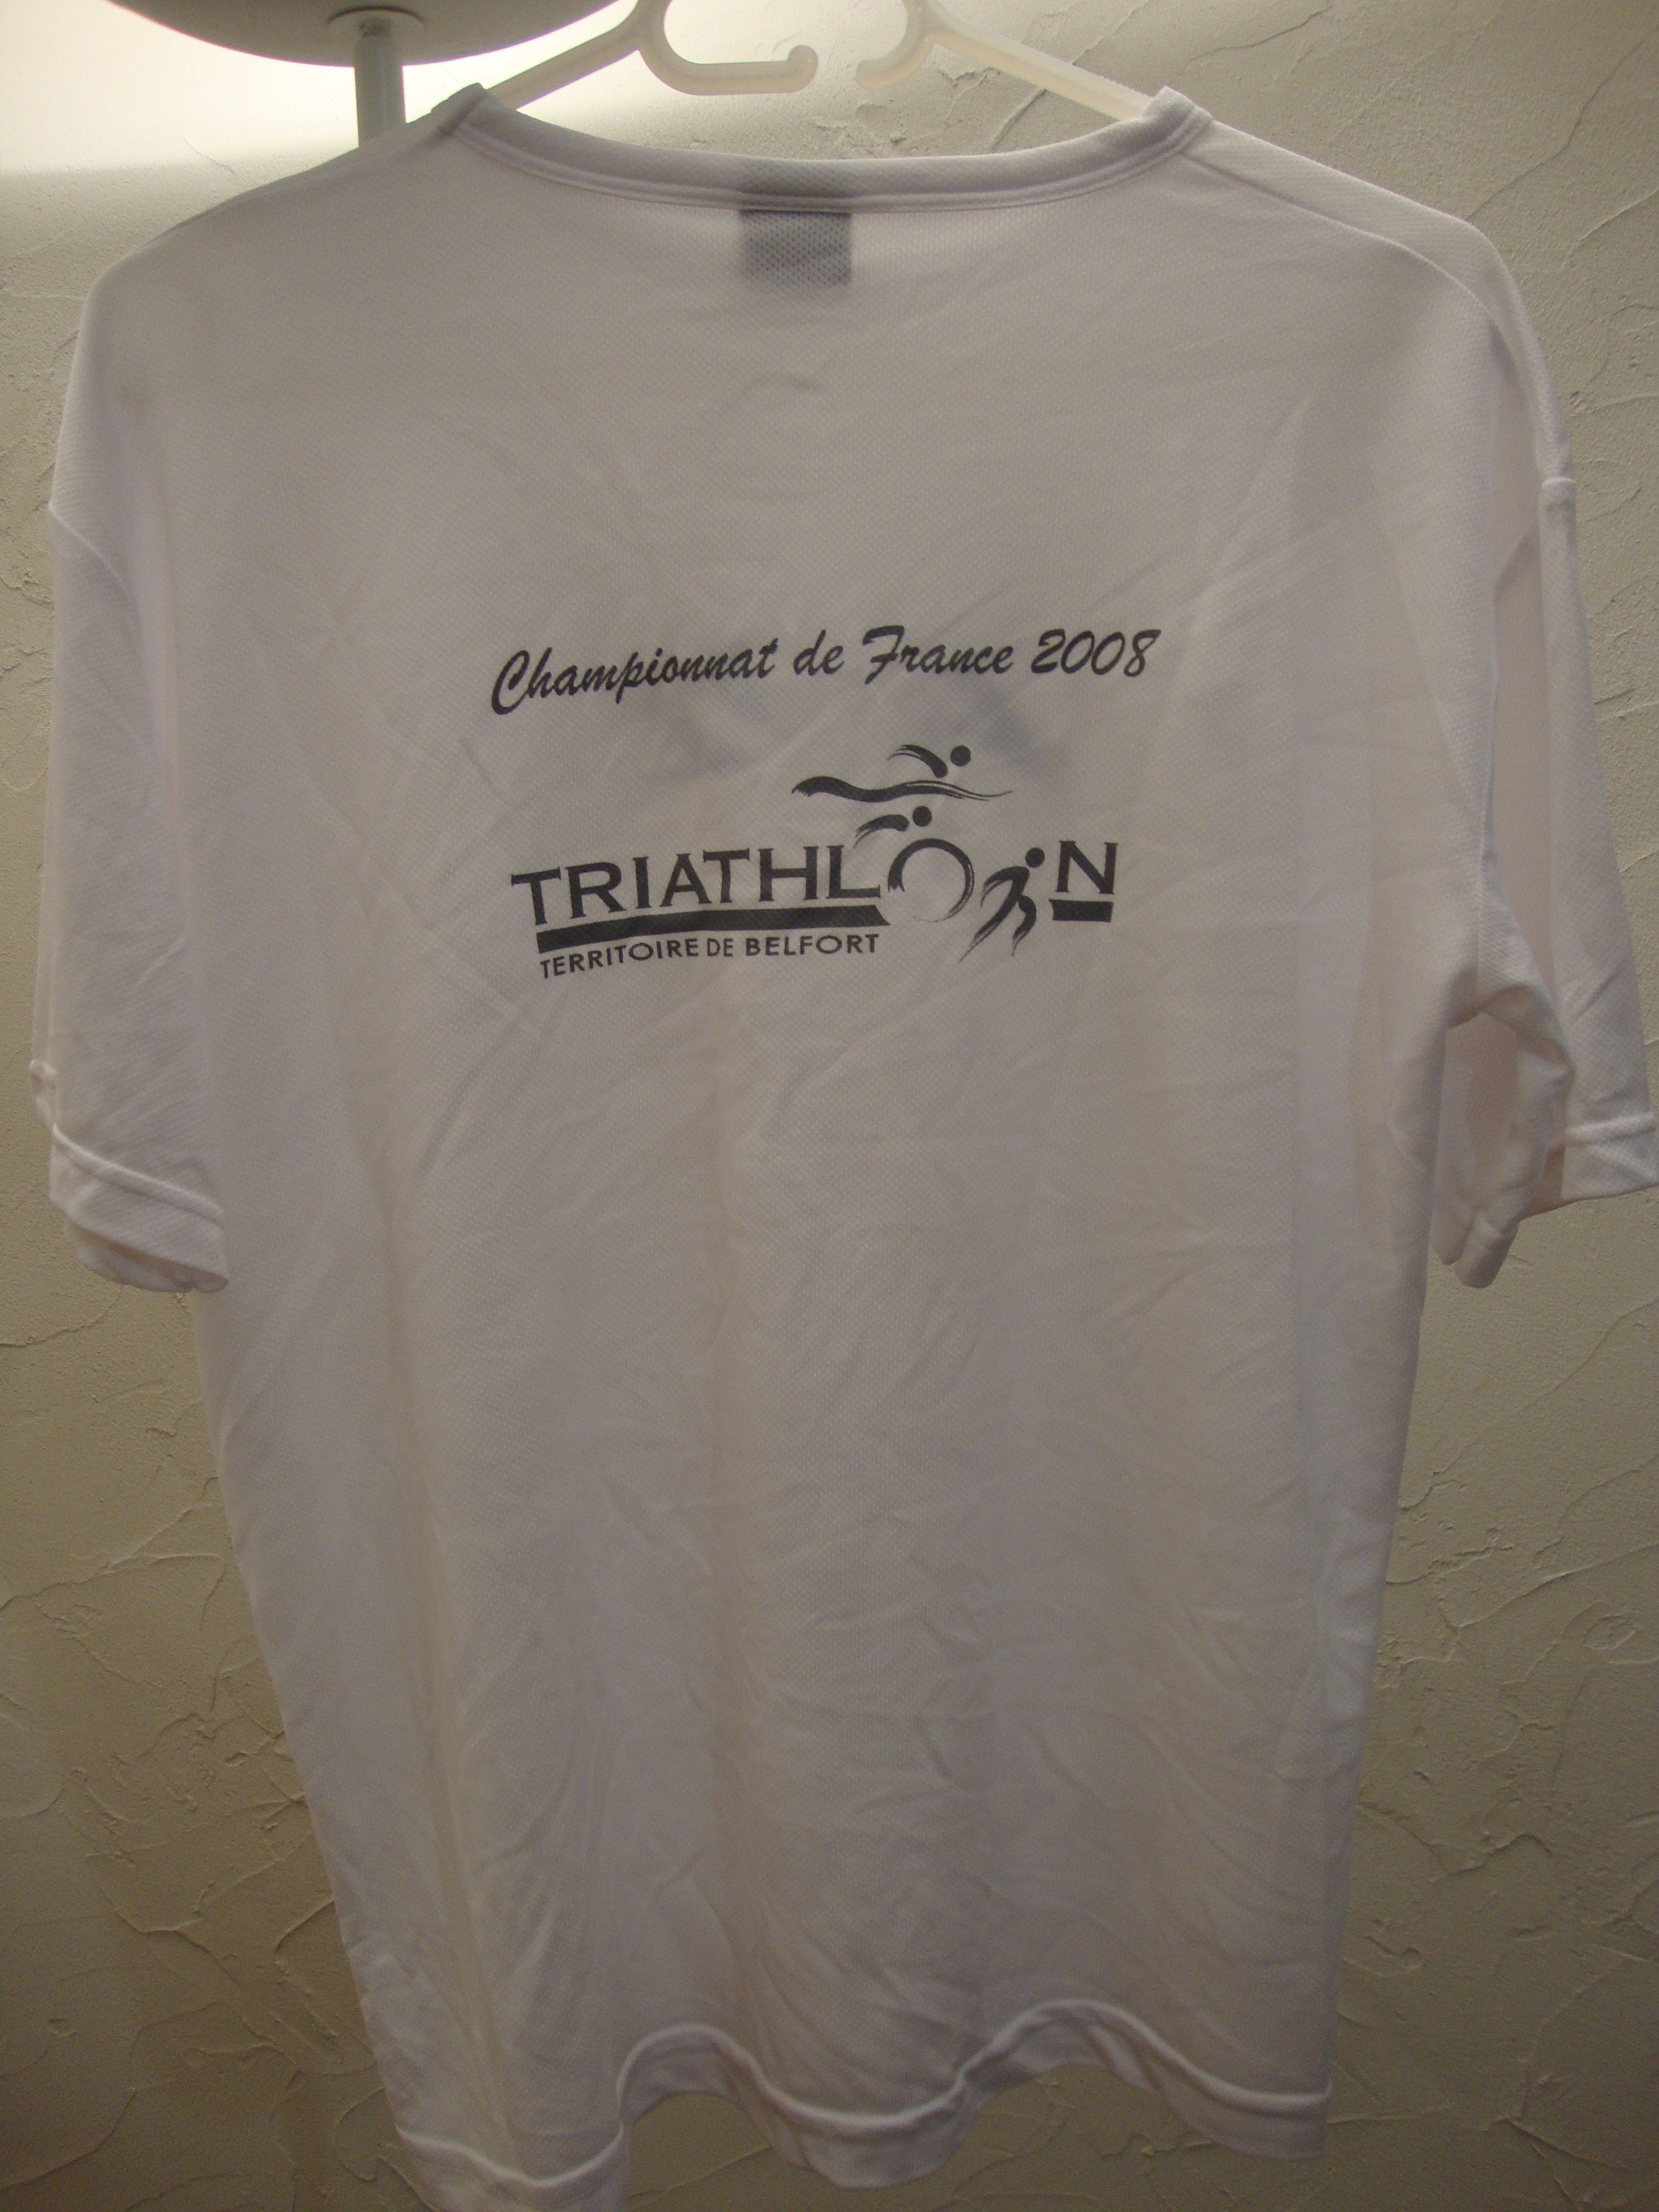 Championnat de France 2008
TRIATHLON
TERRITOIRE DE BELFORT